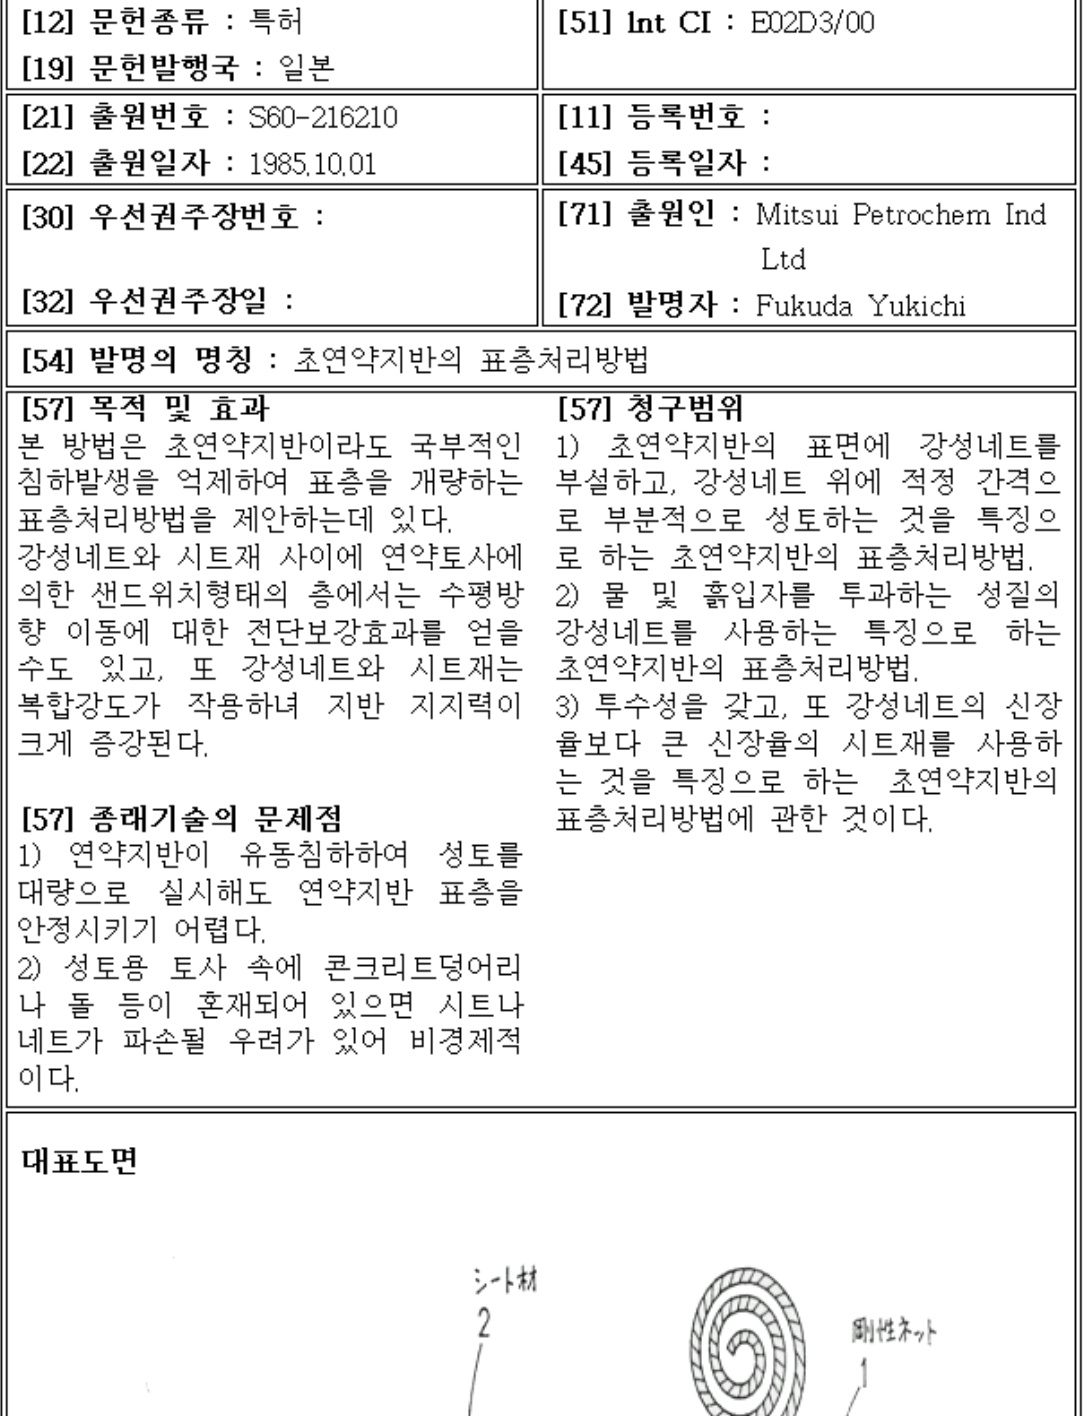 [12] 문헌종류 : 특허
[19] 문헌발행국 : 일본
[51] lnt CI : E02D3/00
[21] 출원번호 : S60-216210
[22] 출원일자 : 1985,10,01
[11] 등록번호 :
[45] 등록일자 :
[30] 우선권주장번호 :
[32] 우선권주장일 :
[71] 출원인 : Mitsui Petrochem Ind
Ltd
[72] 발명자 : Fukuda Yukichi
[54] 발명의 명칭 : 초연약지반의 표층처리방법
[57] 목적 및 효과
본 방법은 초연약지반이라도 국부적인
침하발생을 억제하여 표층을 개량하는
표층처리방법을 제안하는데 있다.
강성네트와 시트재 사이에 연약토사에
의한 샌드위치형태의 층에서는 수평방
향 이동에 대한 전단보강효과를 얻을
수도 있고, 또 강성네트와 시트재는
복합강도가 작용하녀 지반 지지력이
크게 증강된다.
[57] 종래기술의 문제점
1) 연약지반이 유동침하하여 성토를
대량으로 실시해도 연약지반 표층을
안정시키기 어렵다.
2) 성토용 토사 속에 콘크리트덩어리
나 돌 등이 혼재되어 있으면 시트나
네트가 파손될 우려가 있어 비경제적
이다.
[57] 청구범위
1) 초연약지반의 표면에 강성네트를
부설하고, 강성네트 위에 적정 간격으
로 부분적으로 성토하는 것을 특징으
로 하는 초연약지반의 표층처리방법.
2) 물 및 흙입자를 투과하는 성질의
강성네트를 사용하는 특징으로 하는
초연약지반의 표층처리방법.
3) 투수성을 갖고, 또 강성네트의 신장
율보다 큰 신장율의 시트재를 사용하
는 것을 특징으로 하는 초연약지반의
표층처리방법에 관한 것이다.
대표도면
シート材
2
剛性ネット
1